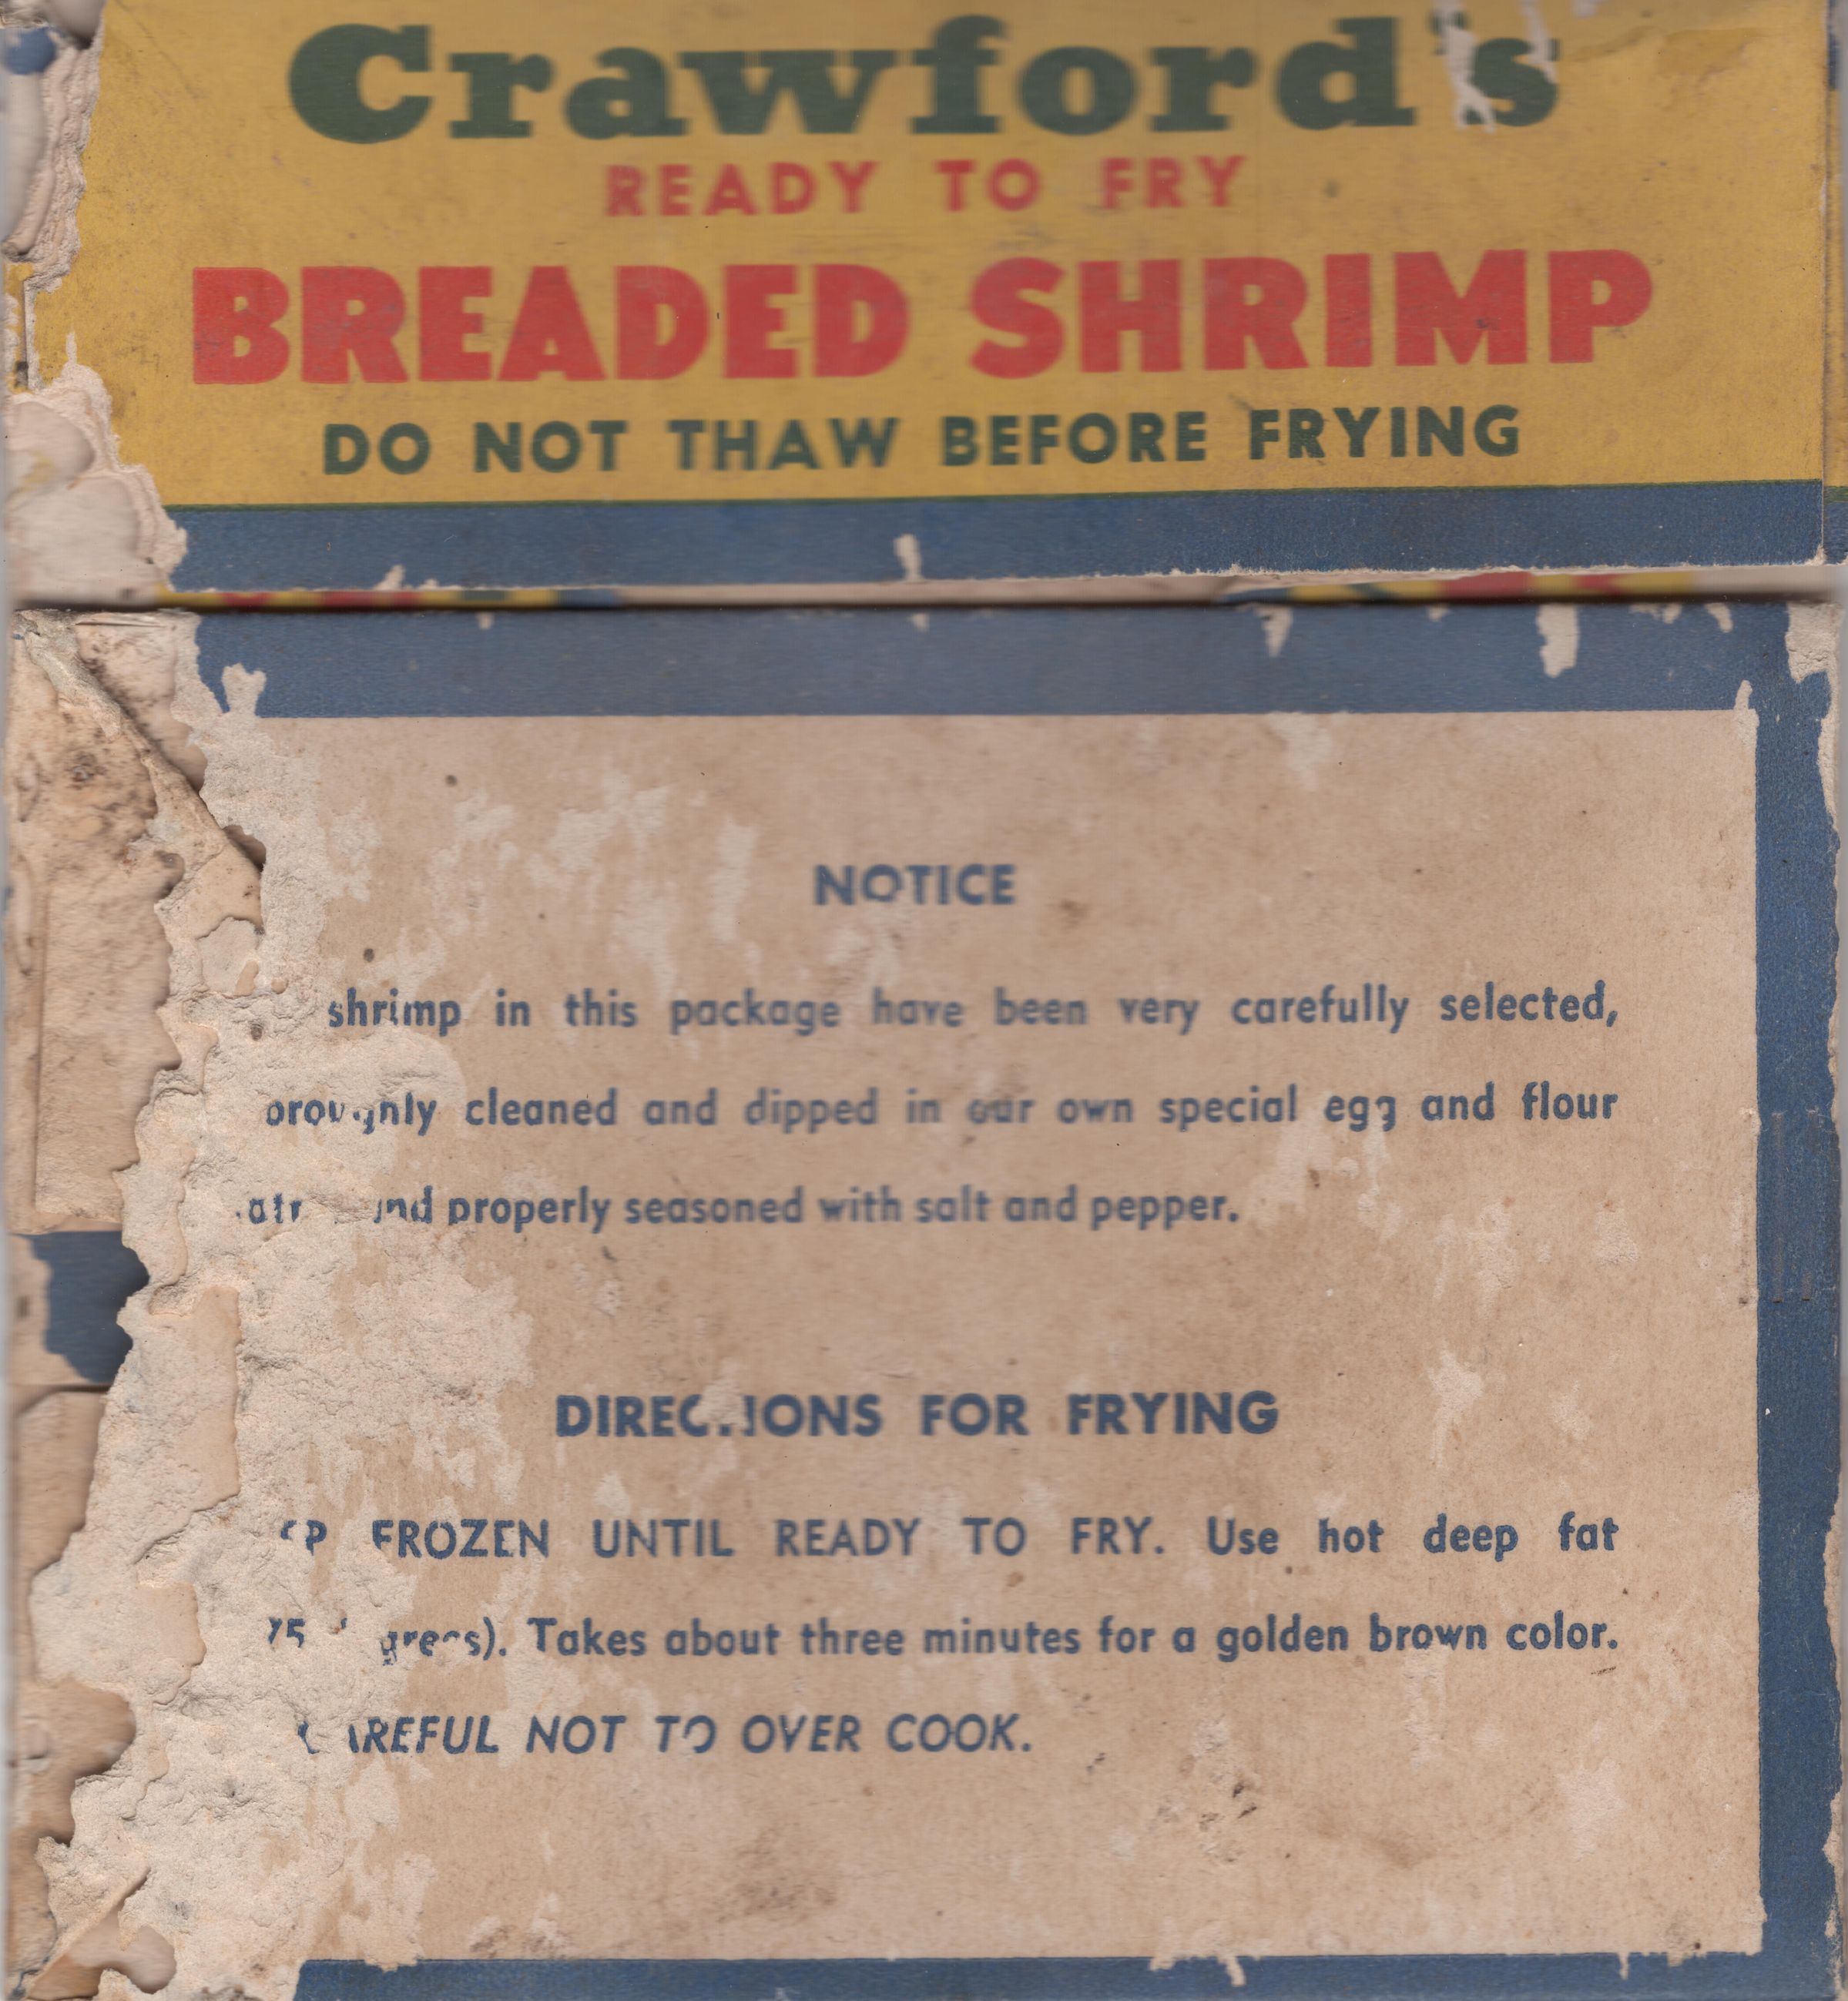 Crawford's
READY TO FRY
BREADED SHRIMP
DO NOT THAW BEFORE FRYING
NOTICE
shrimp in this package have been very carefully selected,
cleaned and dipped in our own special egg and flour
and properly seasoned with salt and pepper.
DIRECTIONS FOR FRYING
FROZEN UNTIL READY TO FRY. Use hot deep fat
Takes about three minutes for a golden brown color.
CAREFUL NOT TO OVER COOK.